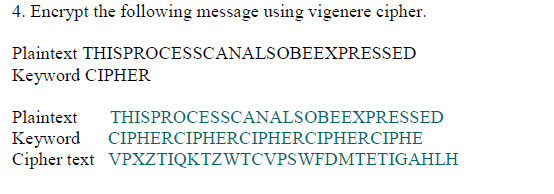 4. Encrypt the following message using vigenere cipher.
Plaintext THISPROCESSCANALSOBEEXPRESSED
Keyword CIPHER
Plaintext THISPROCESSCANALSOBEEXPRESSED
Keyword CIPHERCIPHERCIPHERCIPHERCIPHE
Cipher text VPXZTIQKTZWTCVPSWFDMTETIGAHLH